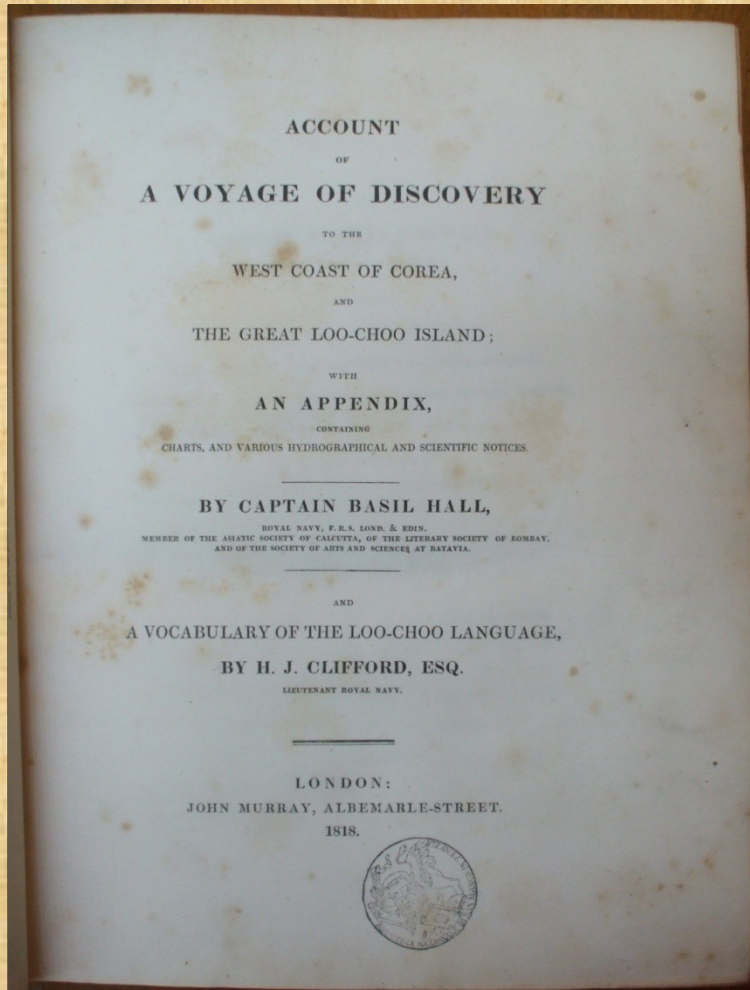 ACCOUNT
OF
A VOYAGE OF DISCOVERY
TO THE
WEST COAST OF COREA,
AND
THE GREAT LOO-CHOO ISLAND;
WITH
AN APPENDIX,
CONTAINING
CHARTS, AND VARIOUS HYDROGRAPHICAL AND SCIENTIFIC NOTICES.
BY CAPTAIN BASIL HALL,
ROYAL NAVY, F.R.S. LOND. & EDIN.
MEMBER OF THE ASIATIC SOCIETY OF CALCUTTA, OF THE LITERARY SOCIETY OF BOMBAY,
AND OF THE SOCIETY OF ARTS AND SCIENCES AT BATAVIA.
AND
A VOCABULARY OF THE LOO-CHOO LANGUAGE,
BY H. J. CLIFFORD, ESQ.
LIEUTENANT ROYAL NAVY.
LONDON:
JOHN MURRAY, ALBEMARLE-STREET.
1818.